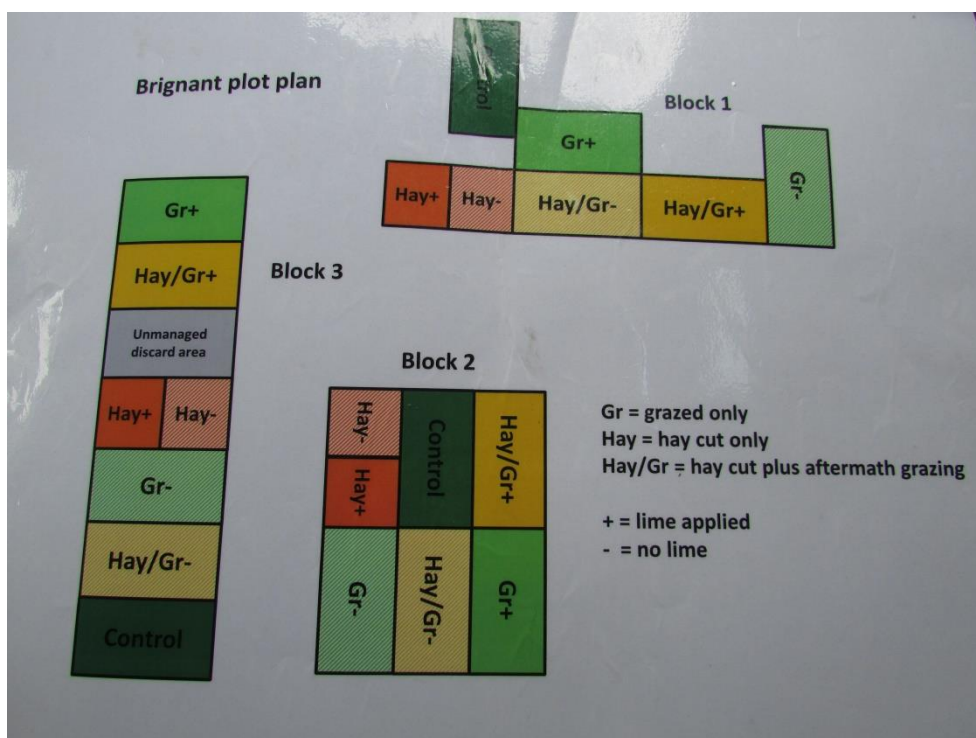 Brignant plot plan
Block 1
Gr+
Gr-
Hay+
Hay-
Hay/Gr-
Hay/Gr+
Block 3
Gr+
Hay/Gr+
Unmanaged
discard area
Hay+
Hay-
Gr-
Hay/Gr-
Control
Block 2
Hay-
Hay+
Control
Hay/Gr+
Gr-
Hay/Gr-
Gr+
Gr = grazed only
Hay = hay cut only
Hay/Gr = hay cut plus aftermath grazing
+ = lime applied
- = no lime